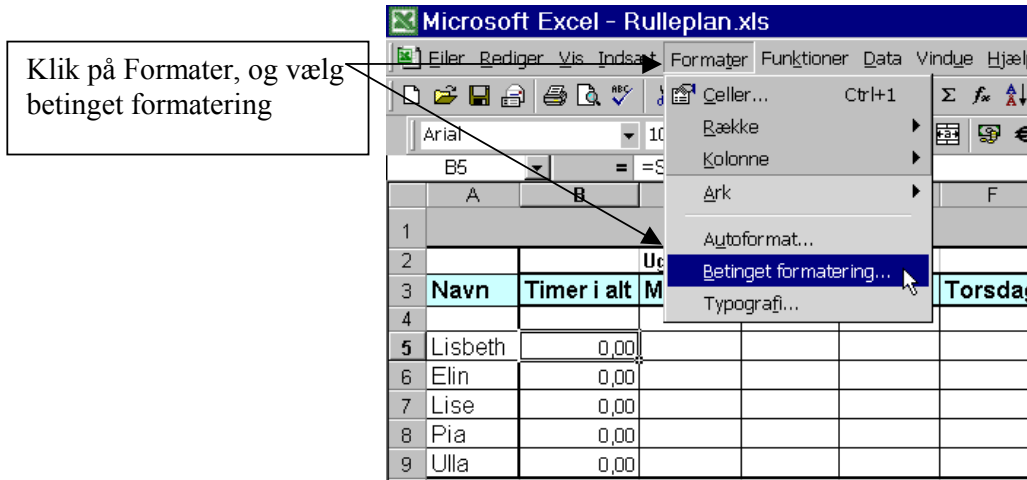 Microsoft Excel - Rulleplan.xls
Klik på Formater, og vælg
betinget formatering
Eiler Rediger Vis Indsæt Formater Funktioner Data Vindue Hjælp
Celler... Ctrl+1
Arial 10
Række
B5 = =S
Kolonne
A B F
Ark
1
Autoformat...
2 Ug
Betinget formatering...
3 Navn Timer i alt M Torsdag
Typografi...
4
5 Lisbeth 0,00
6 Elin 0,00
7 Lise 0,00
8 Pia 0,00
9 Ulla 0,00